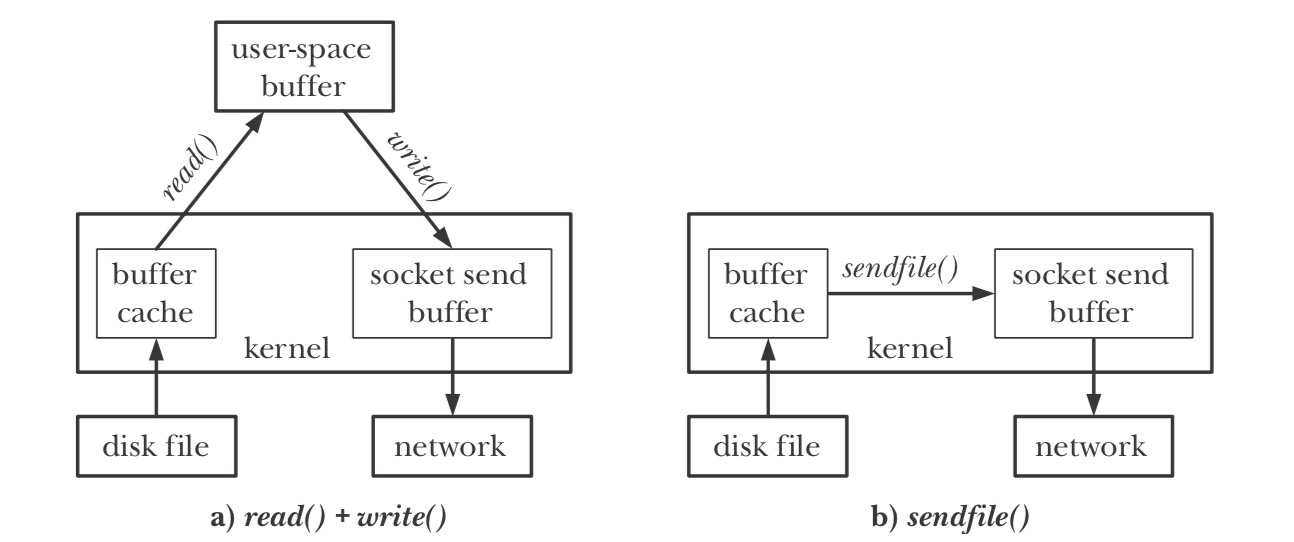 user-space
buffer
read()
write()
buffer
cache
socket send
buffer
kernel
disk file
network
a) read() + write()
buffer
cache
sendfile()
socket send
buffer
kernel
disk file
network
b) sendfile()